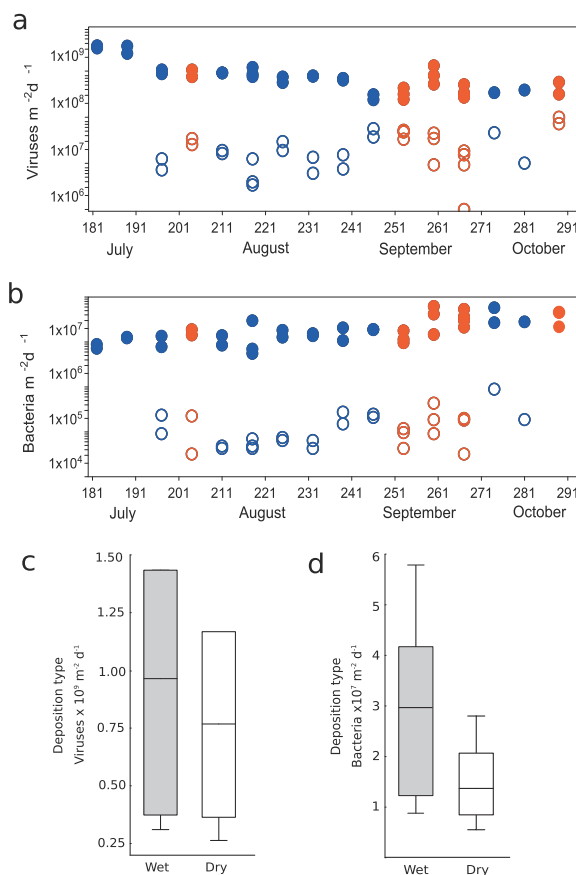 a
Viruses m ⁻²d ⁻¹
1x10⁹
1x10⁸
1x10⁷
1x10⁶
181 191 201 211 221 231 241 251 261 271 281 291
July August September October
b
Bacteria m ⁻²d ⁻¹
1x10⁷
1x10⁶
1x10⁵
1x10⁴
181 191 201 211 221 231 241 251 261 271 281 291
July August September October
c
Deposition type
Viruses x 10⁹ m⁻² d⁻¹
1.50
1.25
1.00
0.75
0.50
0.25
Wet Dry
d
Deposition type
Bacteria x10⁷ m⁻² d⁻¹
6
5
4
3
2
1
Wet Dry